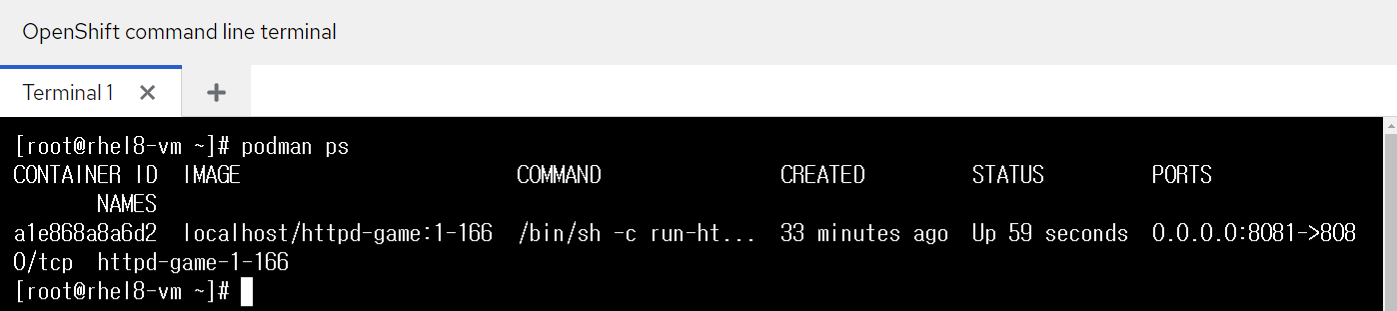 OpenShift command line terminal
Terminal 1
[root@rhel8-vm ~]# podman ps
CONTAINER ID  IMAGE                       COMMAND               CREATED         STATUS         PORTS
       NAMES
a1e868a8a6d2  localhost/httpd-game:1-166  /bin/sh -c run-ht...  33 minutes ago  Up 59 seconds  0.0.0.0:8081->808
0/tcp  httpd-game-1-166
[root@rhel8-vm ~]#